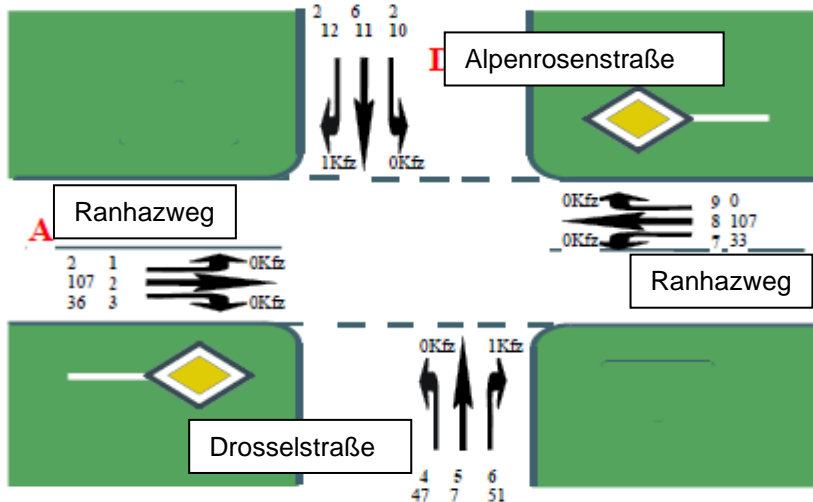 2 6 2
12 11 10
Alpenrosenstraße
1Kfz 0Kfz
Ranhazweg
A
0Kfz 9 0
8 107
0Kfz 7 33
2 1 0Kfz
107 2
36 3 0Kfz
Ranhazweg
0Kfz 1Kfz
Drosselstraße
4 5 6
47 7 51